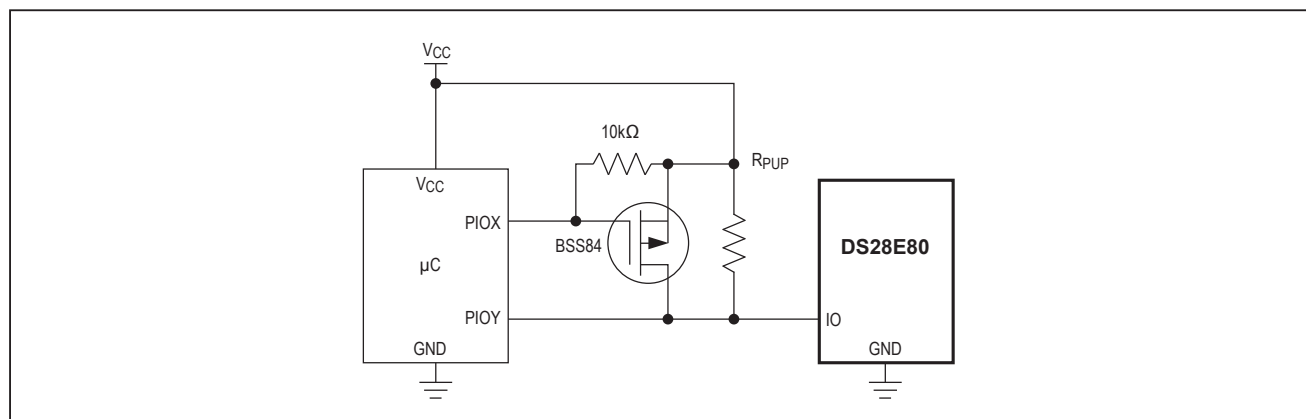 VCC
10kΩ
RPUP
VCC
PIOX
BSS84
DS28E80
µC
PIOY
IO
GND
GND